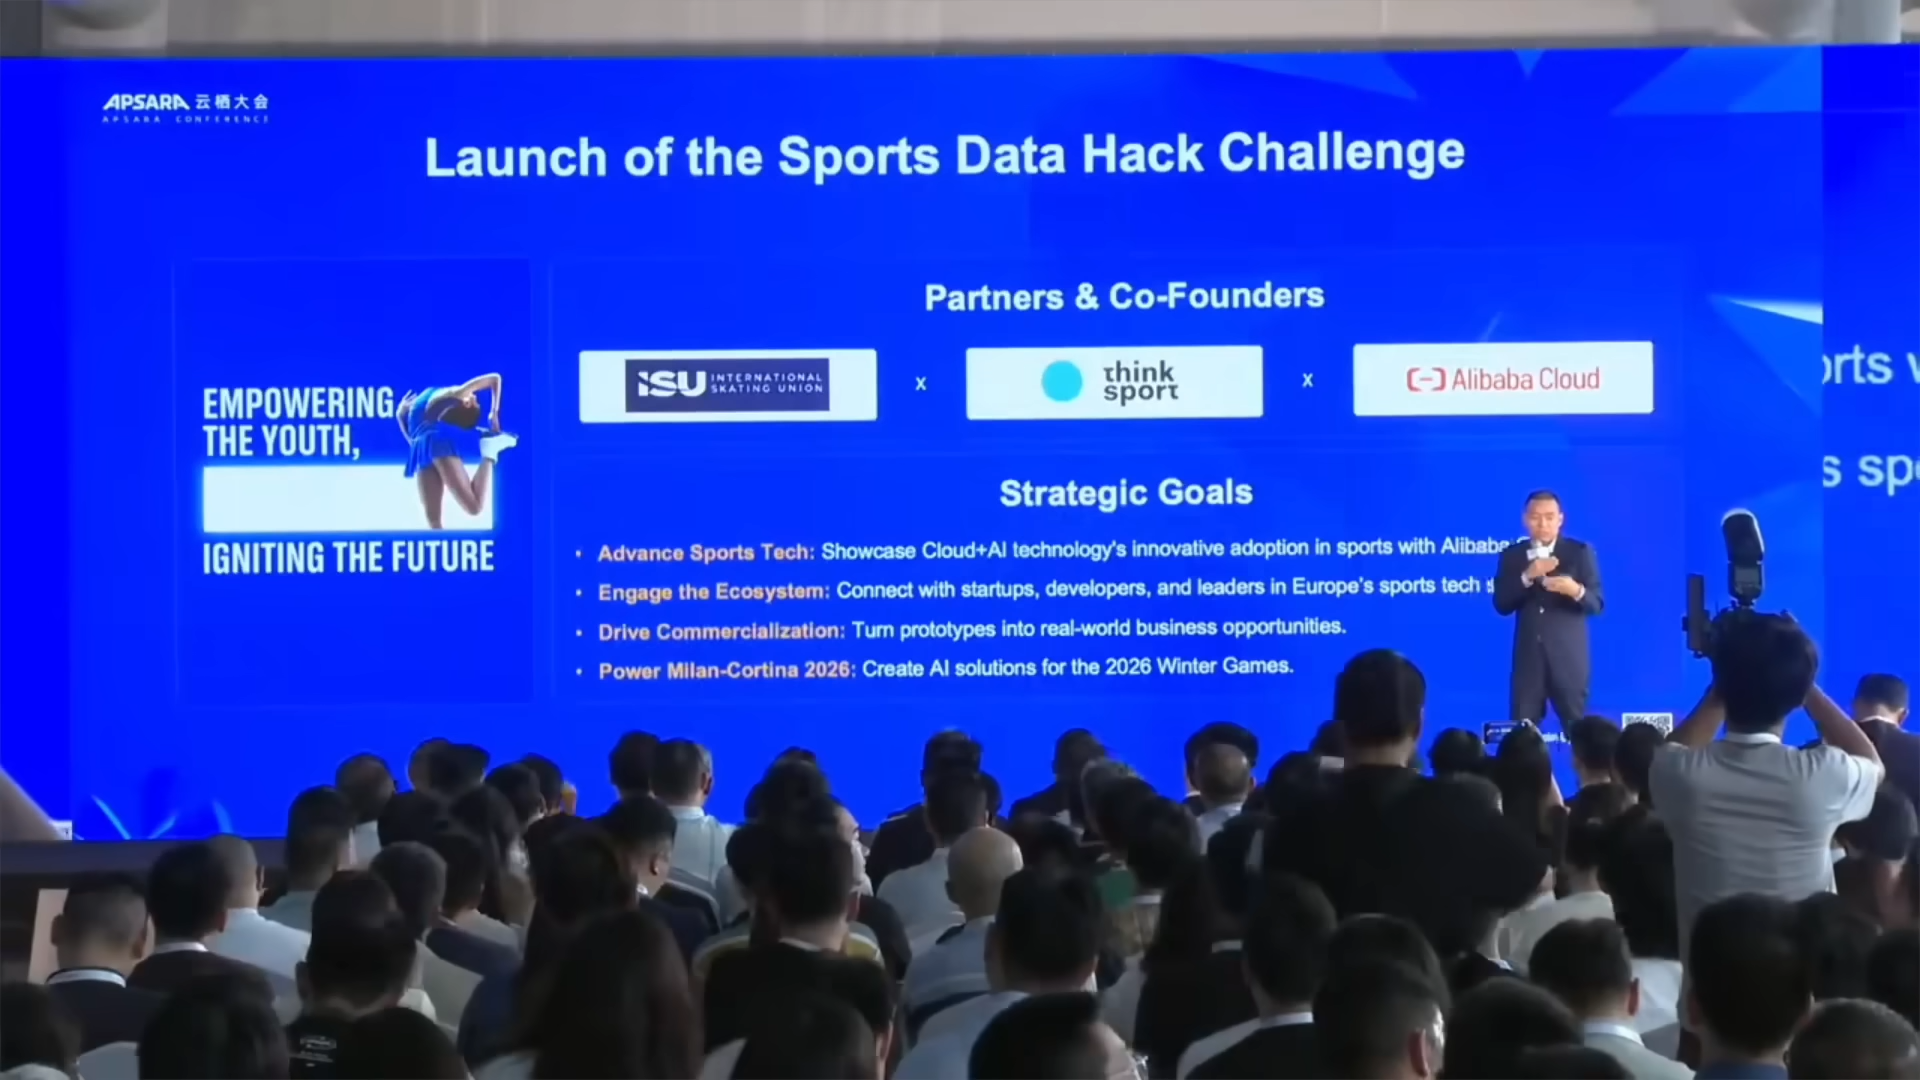 APSARA 云栖大会
APSARA CONFERENCE
Launch of the Sports Data Hack Challenge
EMPOWERING
THE YOUTH,
IGNITING THE FUTURE
Partners & Co-Founders
ISU INTERNATIONAL
SKATING UNION
x
think
sport
x
Alibaba Cloud
Strategic Goals
• Advance Sports Tech: Showcase Cloud+AI technology's innovative adoption in sports with Alibaba
• Engage the Ecosystem: Connect with startups, developers, and leaders in Europe's sports tech
• Drive Commercialization: Turn prototypes into real-world business opportunities.
• Power Milan-Cortina 2026: Create AI solutions for the 2026 Winter Games.